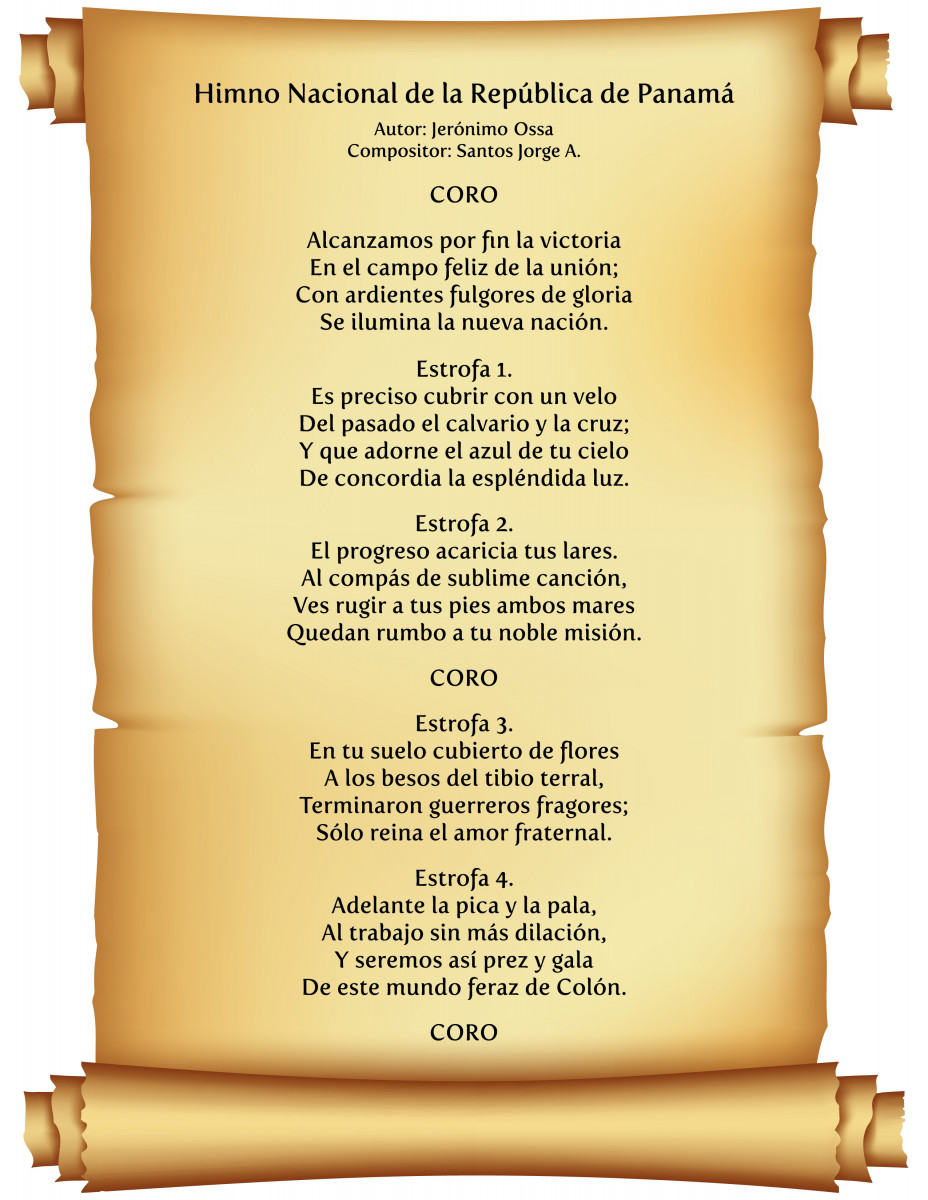 Himno Nacional de la República de Panamá
Autor: Jerónimo Ossa
Compositor: Santos Jorge A.
CORO
Alcanzamos por fin la victoria
En el campo feliz de la unión;
Con ardientes fulgores de gloria
Se ilumina la nueva nación.
Estrofa 1.
Es preciso cubrir con un velo
Del pasado el calvario y la cruz;
Y que adorne el azul de tu cielo
De concordia la espléndida luz.
Estrofa 2.
El progreso acaricia tus lares.
Al compás de sublime canción,
Ves rugir a tus pies ambos mares
Quedan rumbo a tu noble misión.
CORO
Estrofa 3.
En tu suelo cubierto de flores
A los besos del tibio terral,
Terminaron guerreros fragores;
Sólo reina el amor fraternal.
Estrofa 4.
Adelante la pica y la pala,
Al trabajo sin más dilación,
Y seremos así prez y gala
De este mundo feraz de Colón.
CORO